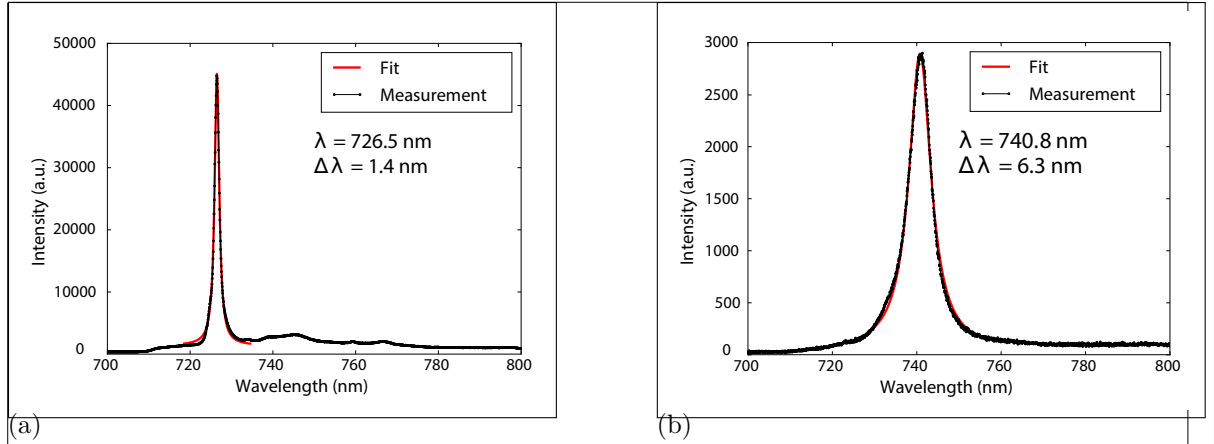 50000
40000
30000
20000
10000
0
Intensity (a.u.)
Fit
Measurement
λ = 726.5 nm
Δλ = 1.4 nm
700 720 740 760 780 800
Wavelength (nm)
(a)
3000
2500
2000
1500
1000
500
0
Intensity (a.u.)
Fit
Measurement
λ = 740.8 nm
Δλ = 6.3 nm
700 720 740 760 780 800
Wavelength (nm)
(b)